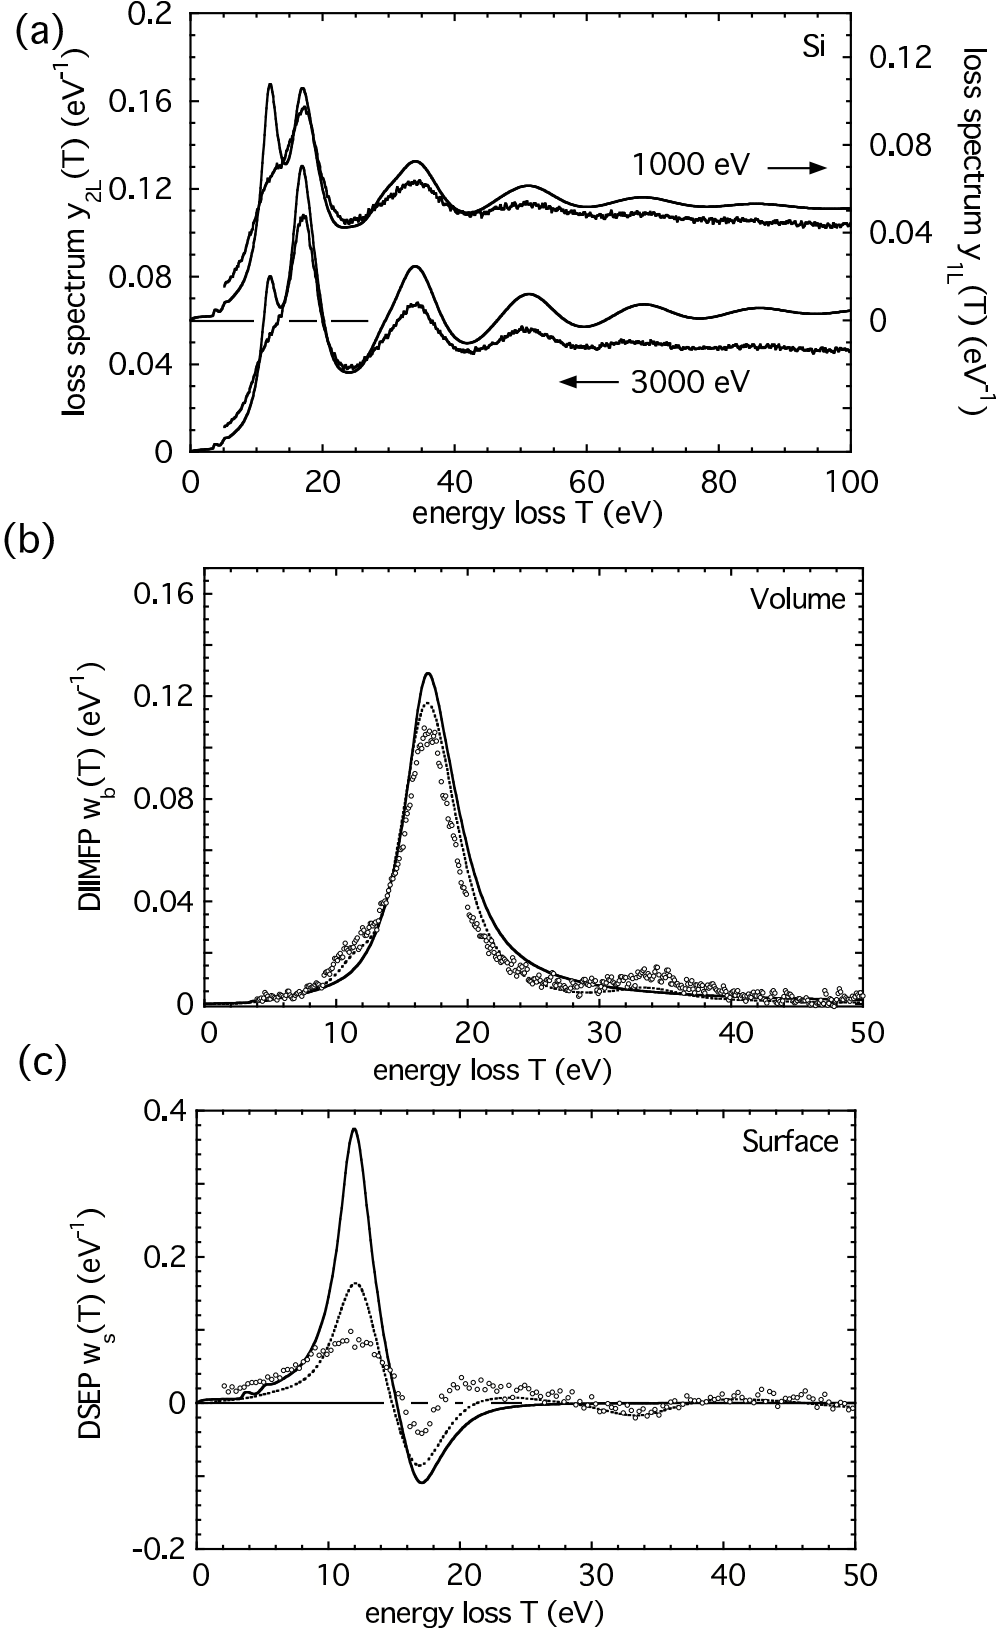 (a)
Si
0.2
0.16
0.12
0.08
0.04
0
loss spectrum y2L(T) (eV-1)
0.12
0.08
0.04
0
loss spectrum y1L(T) (eV-1)
1000 eV
3000 eV
0 20 40 60 80 100
energy loss T (eV)
(b)
Volume
0.16
0.12
0.08
0.04
0
DIIMFP wb(T) (eV-1)
0 10 20 30 40 50
energy loss T (eV)
(c)
Surface
0.4
0.2
0
-0.2
DSEP ws(T) (eV-1)
0 10 20 30 40 50
energy loss T (eV)